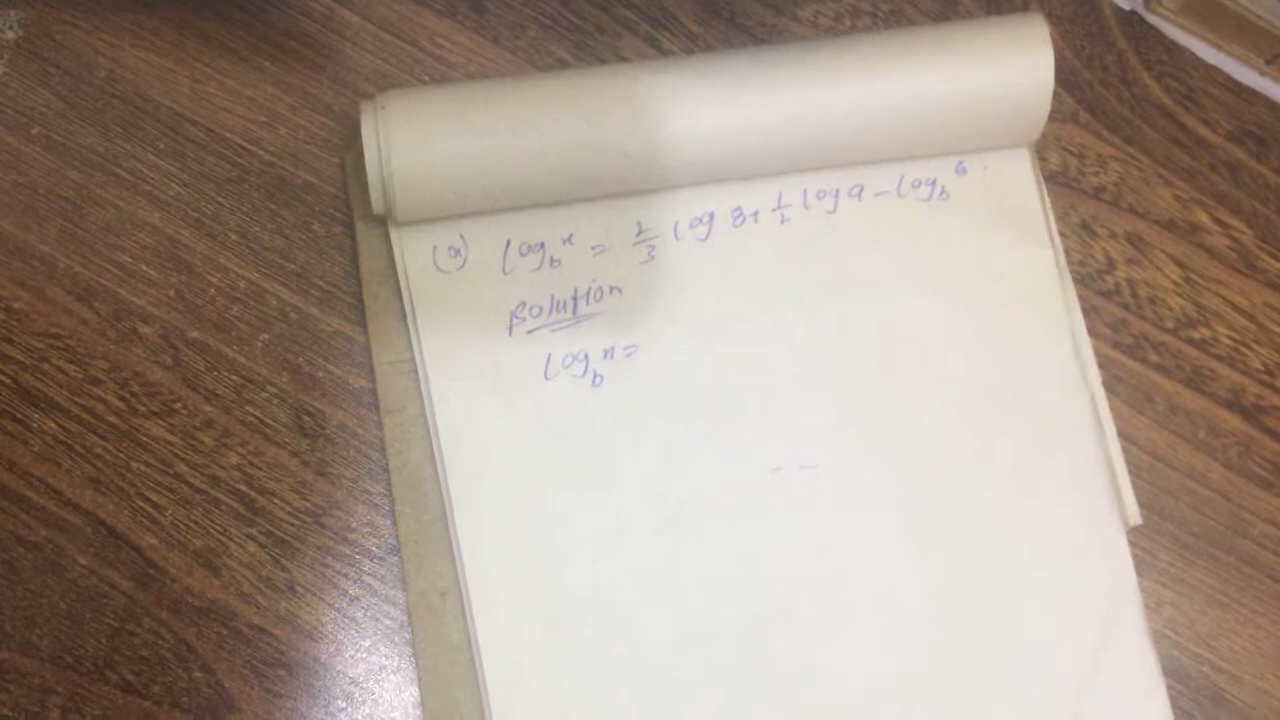 (a) log_b^x = 2/3 log 8 + 1/2 log 9 - log_b^6.
Solution
log_b^x =